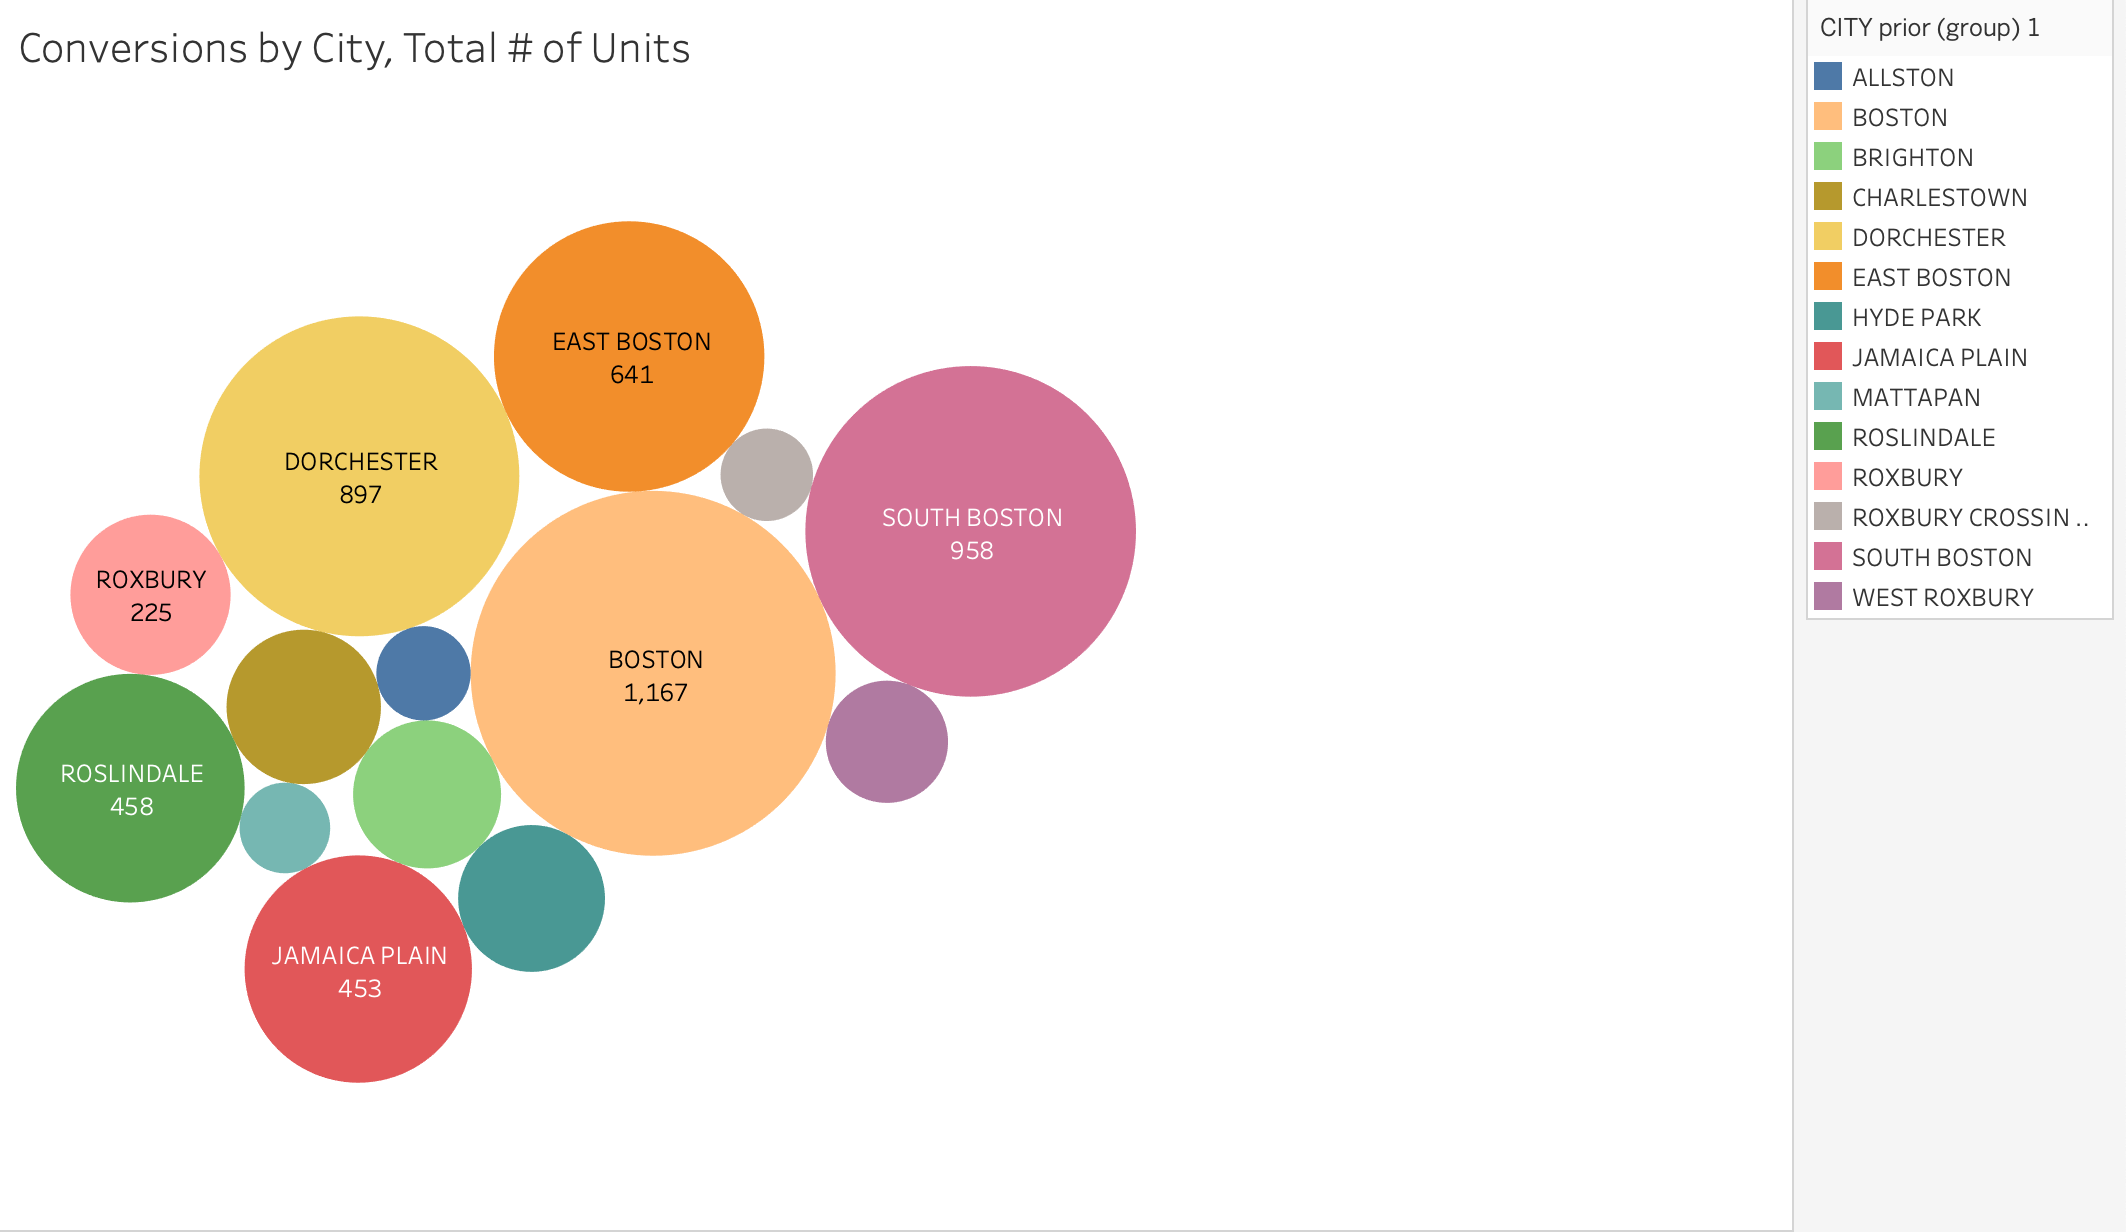 Conversions by City, Total # of Units
EAST BOSTON
641
DORCHESTER
897
SOUTH BOSTON
958
ROXBURY
225
BOSTON
1,167
ROSLINDALE
458
JAMAICA PLAIN
453
CITY prior (group) 1
ALLSTON
BOSTON
BRIGHTON
CHARLESTOWN
DORCHESTER
EAST BOSTON
HYDE PARK
JAMAICA PLAIN
MATTAPAN
ROSLINDALE
ROXBURY
ROXBURY CROSSIN ..
SOUTH BOSTON
WEST ROXBURY